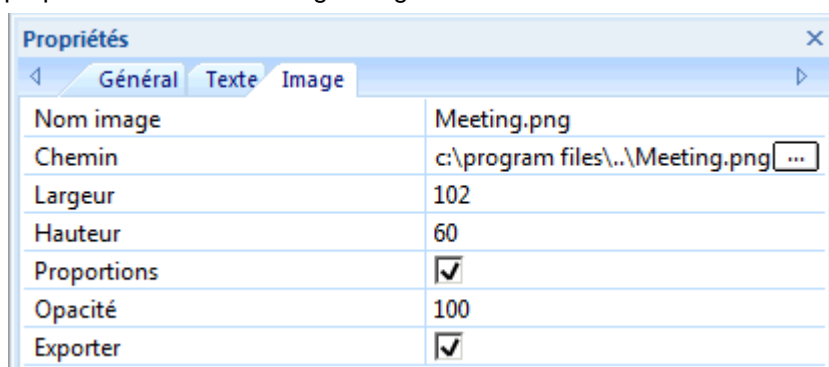 Propriétés
Général Texte Image
Nom image Meeting.png
Chemin c:\program files\..\Meeting.png ...
Largeur 102
Hauteur 60
Proportions
Opacité 100
Exporter